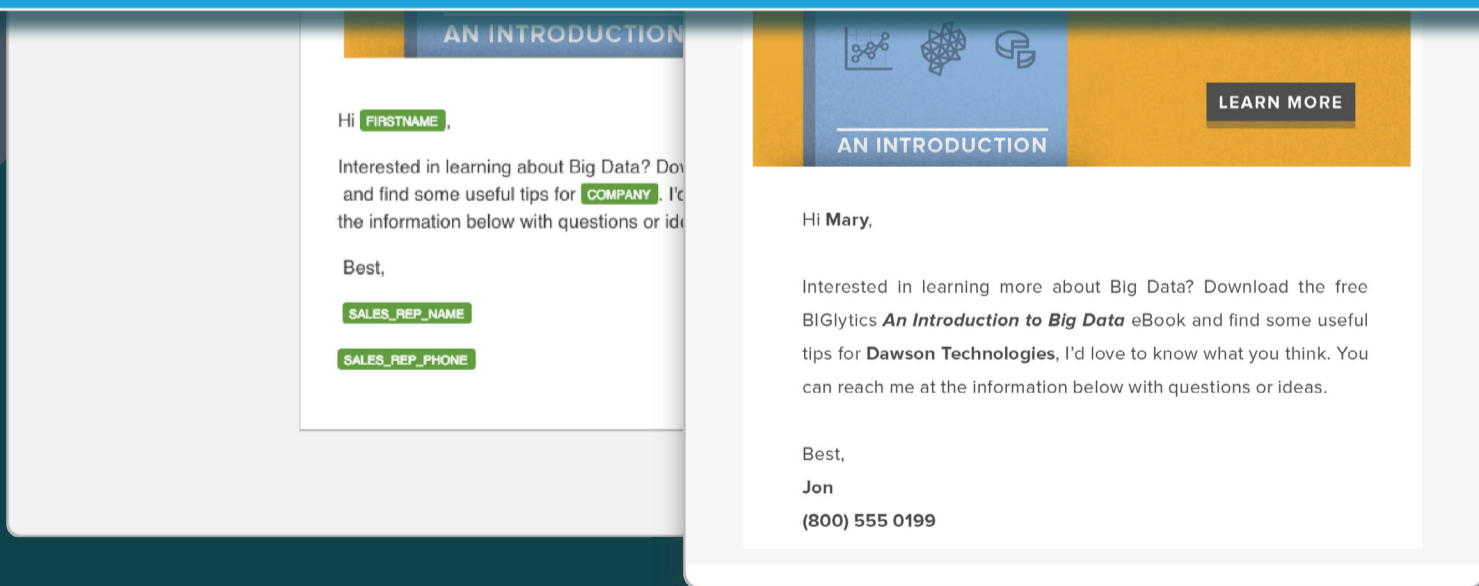 AN INTRODUCTION
Hi FIRSTNAME,
Interested in learning about Big Data?
and find some useful tips for COMPANY.
the information below with questions or
Best,
SALES_REP_NAME
SALES_REP_PHONE
LEARN MORE
AN INTRODUCTION
Hi Mary,
Interested in learning more about Big Data? Download the free
BIGlytics An Introduction to Big Data eBook and find some useful
tips for Dawson Technologies, I'd love to know what you think. You
can reach me at the information below with questions or ideas.
Best,
Jon
(800) 555 0199